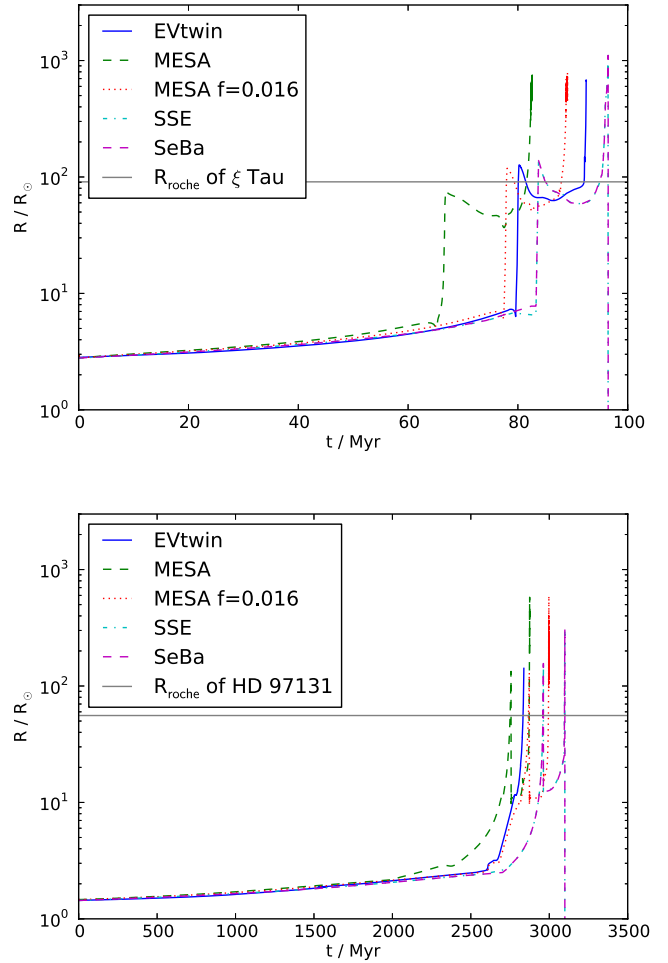 10³
10²
10¹
10⁰
R / R☉
EVtwin
MESA
MESA f=0.016
SSE
SeBa
R_roche of ξ Tau
0 20 40 60 80 100
t / Myr
10³
10²
10¹
10⁰
R / R☉
EVtwin
MESA
MESA f=0.016
SSE
SeBa
R_roche of HD 97131
0 500 1000 1500 2000 2500 3000 3500
t / Myr